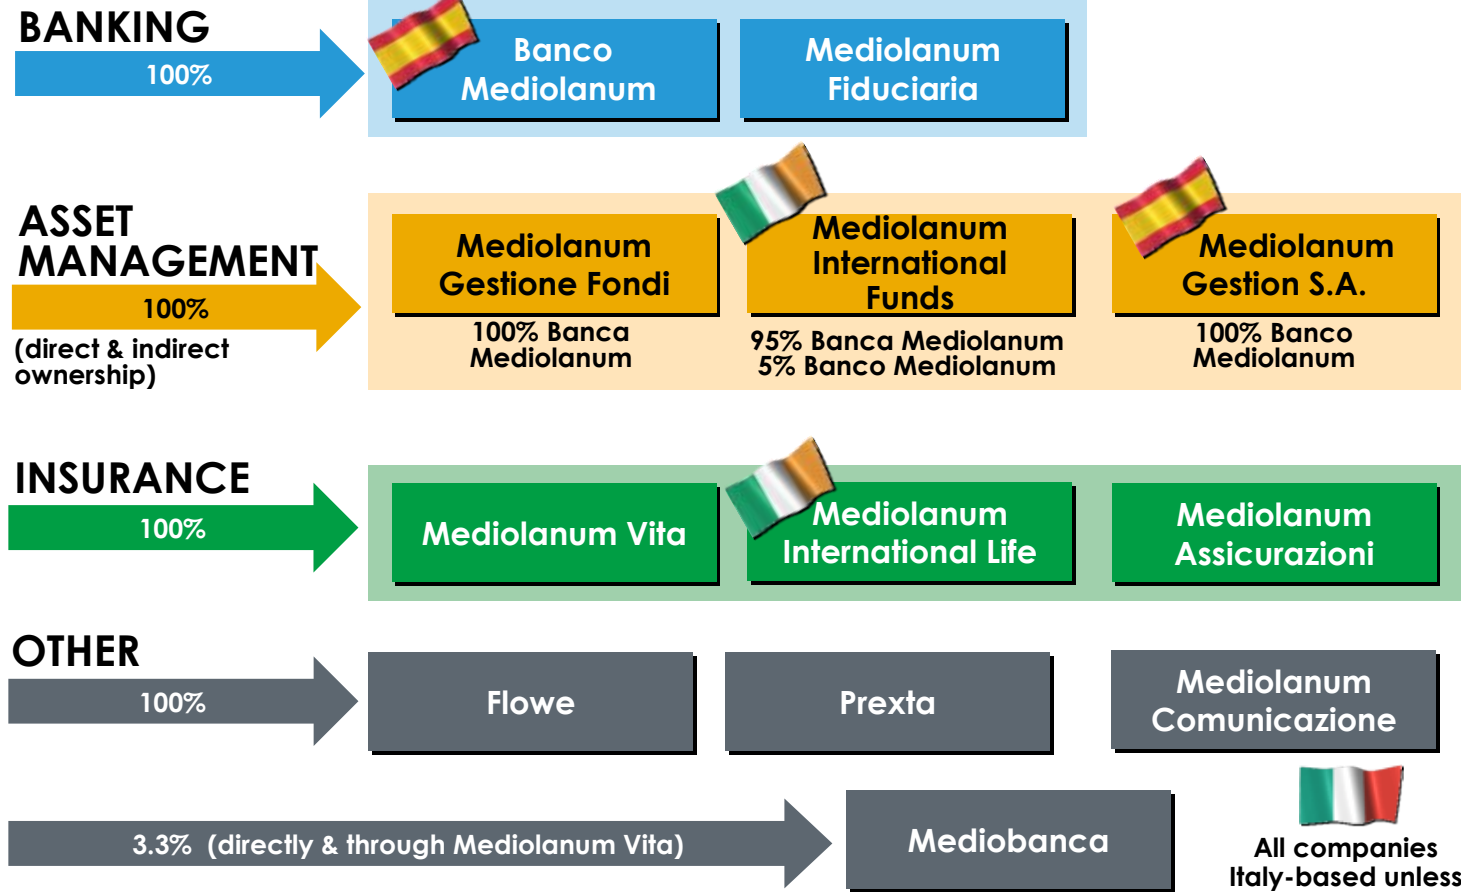 BANKING
100%
Banco
Mediolanum
Mediolanum
Fiduciaria
ASSET
MANAGEMENT
100%
(direct & indirect
ownership)
Mediolanum
Gestione Fondi
100% Banca
Mediolanum
Mediolanum
International
Funds
95% Banca Mediolanum
5% Banco Mediolanum
Mediolanum
Gestion S.A.
100% Banco
Mediolanum
INSURANCE
100%
Mediolanum Vita
Mediolanum
International Life
Mediolanum
Assicurazioni
OTHER
100%
Flowe
Prexta
Mediolanum
Comunicazione
3.3% (directly & through Mediolanum Vita)
Mediobanca
All companies
Italy-based unless